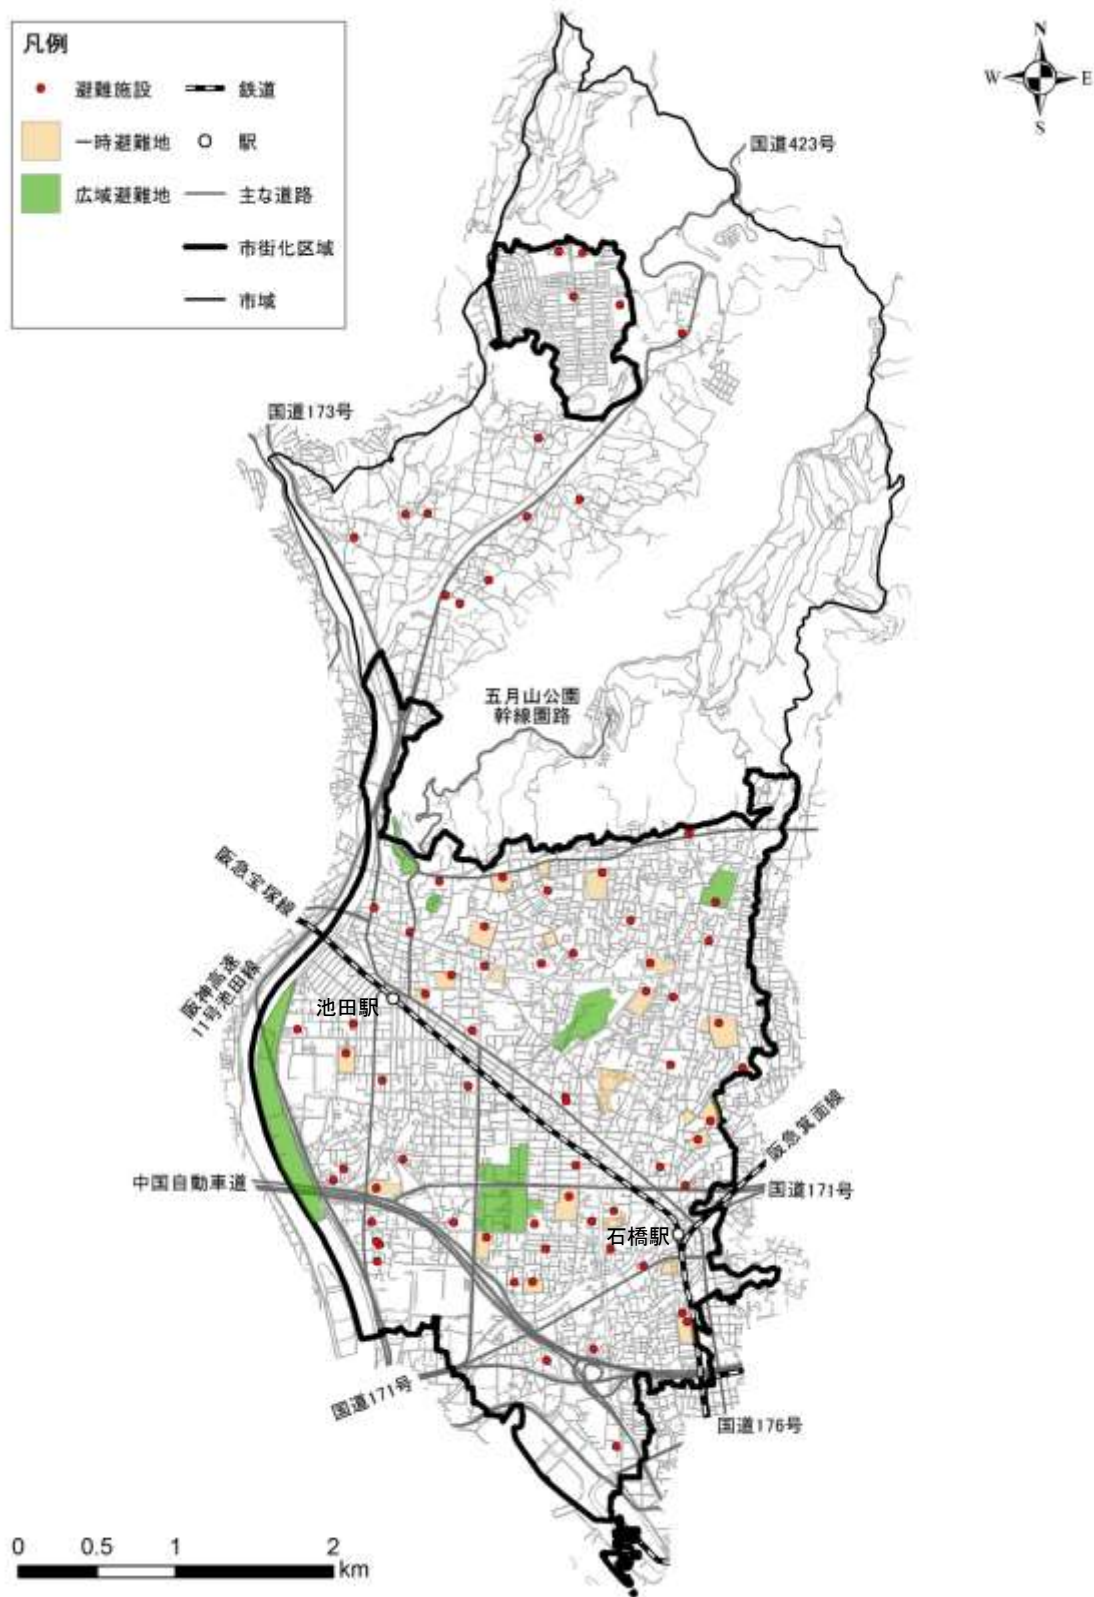 凡例
避難施設
鉄道
一時避難地
駅
広域避難地
主な道路
市街化区域
市域
N
W
E
S
国道423号
国道173号
五月山公園
幹線園路
阪急宝塚線
阪神高速
11号池田線
池田駅
阪急箕面線
中国自動車道
国道171号
石橋駅
国道171号
国道176号
0 0.5 1 2
km